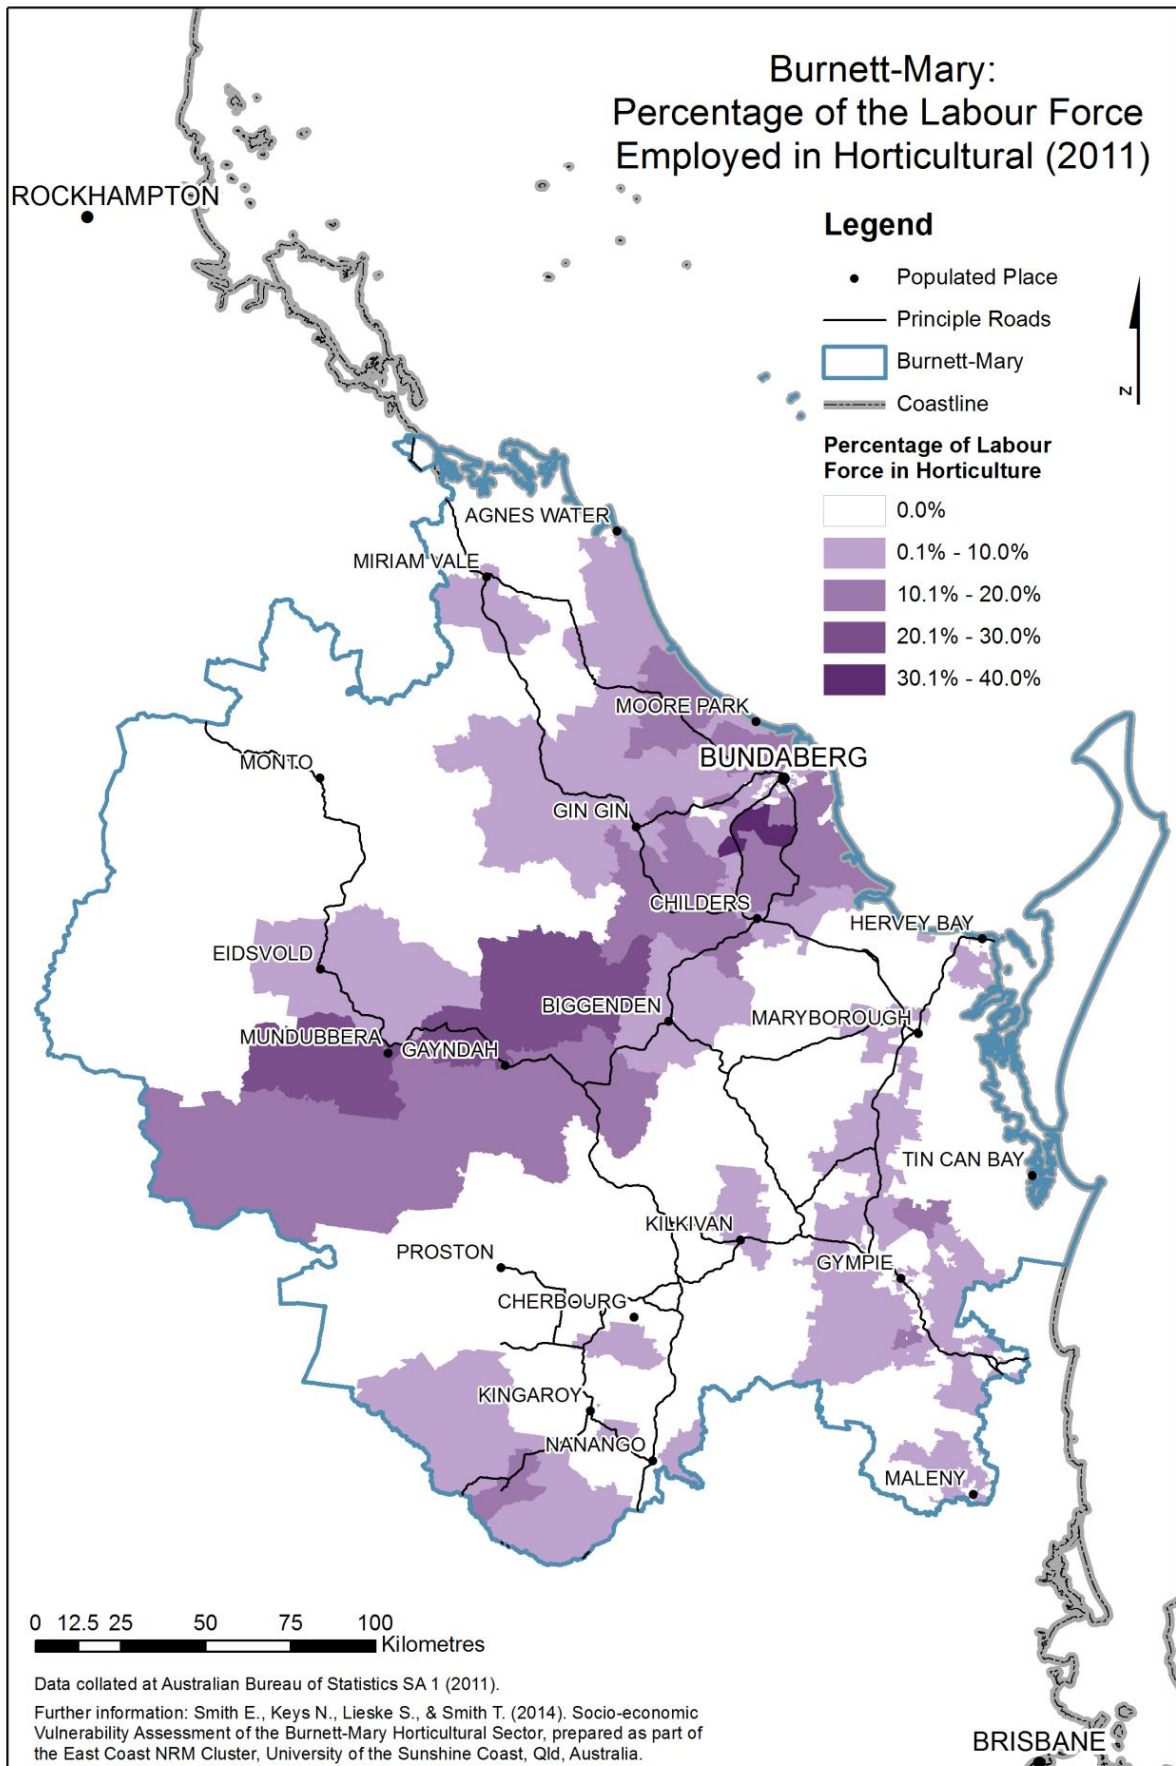 Burnett-Mary:
Percentage of the Labour Force
Employed in Horticultural (2011)
ROCKHAMPTON
Legend
Populated Place
Principle Roads
Burnett-Mary
Coastline
N
Percentage of Labour
Force in Horticulture
0.0%
0.1% - 10.0%
10.1% - 20.0%
20.1% - 30.0%
30.1% - 40.0%
AGNES WATER
MIRIAM VALE
MOORE PARK
BUNDABERG
MONTO
GIN GIN
CHILDERS
HERVEY BAY
EIDSVOLD
BIGGENDEN
MARYBOROUGH
MUNDUBBERA
GAYNDAH
TIN CAN BAY
KILKIVAN
PROSTON
GYMPIE
CHERBOURG
KINGAROY
NANANGO
MALENY
0 12.5 25 50 75 100
Kilometres
Data collated at Australian Bureau of Statistics SA 1 (2011).
Further information: Smith E., Keys N., Lieske S., & Smith T. (2014). Socio-economic
Vulnerability Assessment of the Burnett-Mary Horticultural Sector, prepared as part of
the East Coast NRM Cluster, University of the Sunshine Coast, Qld, Australia.
BRISBANE